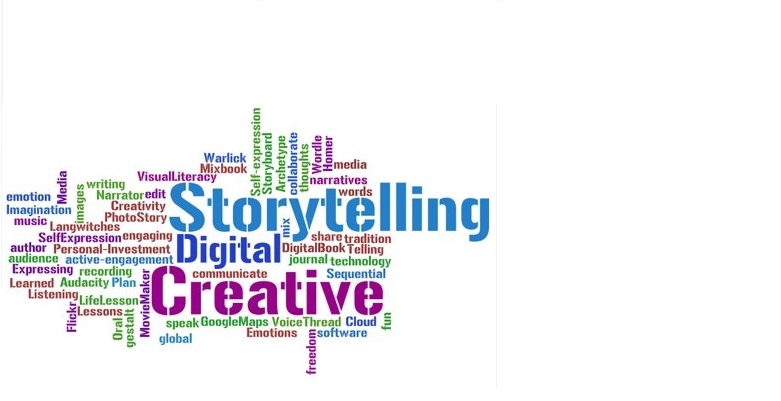 Self-expression
Storyboard
Archetype
collaborate
thoughts
Wordle
Homer
Warlick
Mixbook
media
VisualLiteracy
narratives
Media
images
writing
Narrator
edit
words
emotion
Imagination
Creativity
Storytelling
music
PhotoStory
Langwitches
mix
SelfExpression
engaging
Digital
share
tradition
author
Personal-Investment
DigitalBook
Telling
audience
active-engagement
journal
technology
Expressing
recording
communicate
Sequential
Learned
Audacity
Plan
MovieMaker
Creative
Listening
LifeLesson
Flickr
Lessons
Oral
gestalt
speak
GoogleMaps
VoiceThread
Cloud
fun
global
Emotions
software
freedom